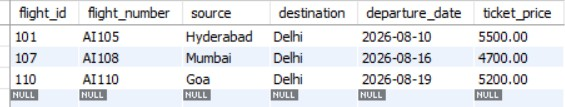 flight_id flight_number source destination departure_date ticket_price
101 AI105 Hyderabad Delhi 2026-08-10 5500.00
107 AI108 Mumbai Delhi 2026-08-16 4700.00
110 AI110 Goa Delhi 2026-08-19 5200.00
NULL NULL NULL NULL NULL NULL